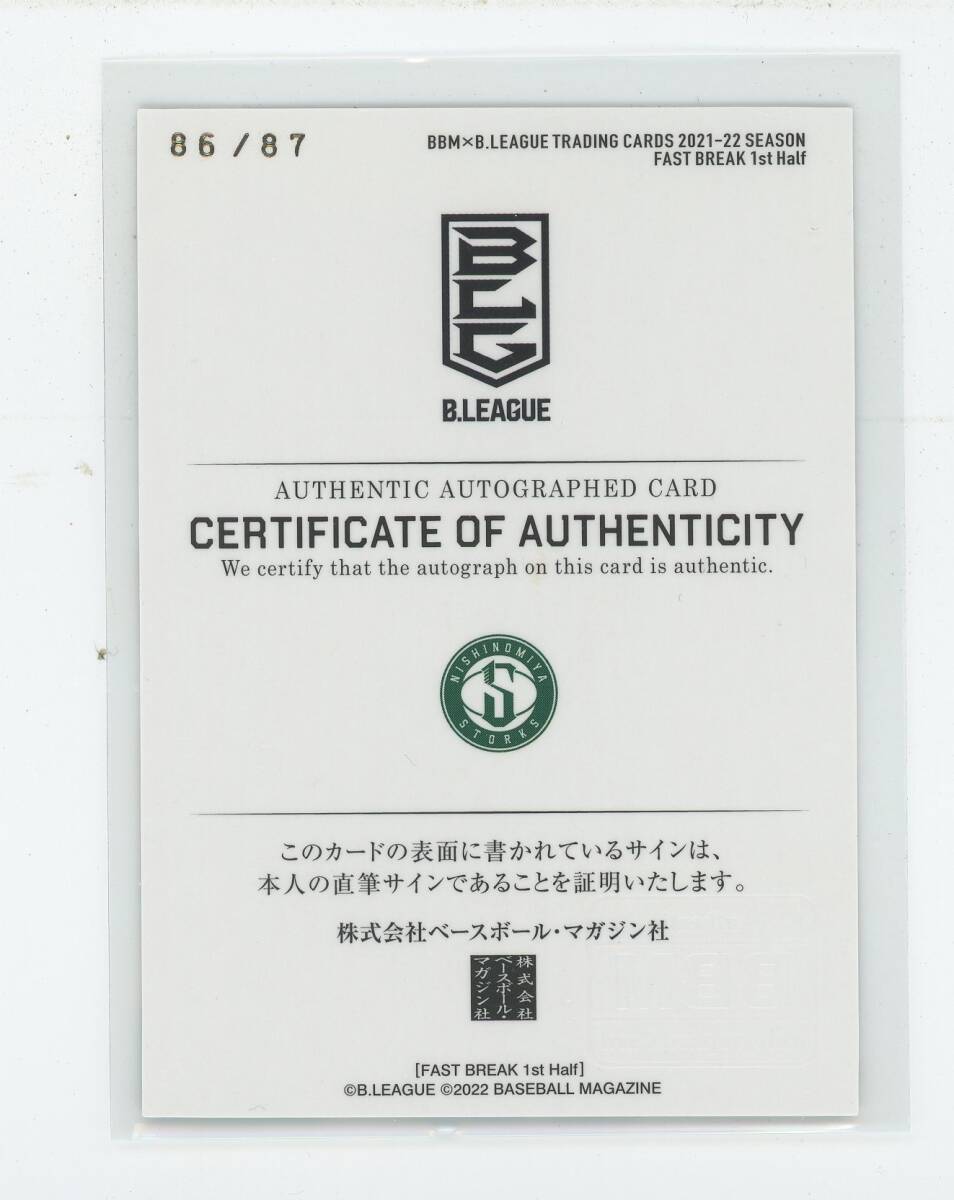 86/87
BBM×B.LEAGUE TRADING CARDS 2021-22 SEASON
FAST BREAK 1st Half
BLG
B.LEAGUE
AUTHENTIC AUTOGRAPHED CARD
CERTIFICATE OF AUTHENTICITY
We certify that the autograph on this card is authentic.
NISHINOMIYA
S
STORKS
このカードの表面に書かれているサインは、
本人の直筆サインであることを証明いたします。
株式会社ベースボール・マガジン社
株式会社
ベースボール・
マガジン社
[FAST BREAK 1st Half]
©B.LEAGUE ©2022 BASEBALL MAGAZINE